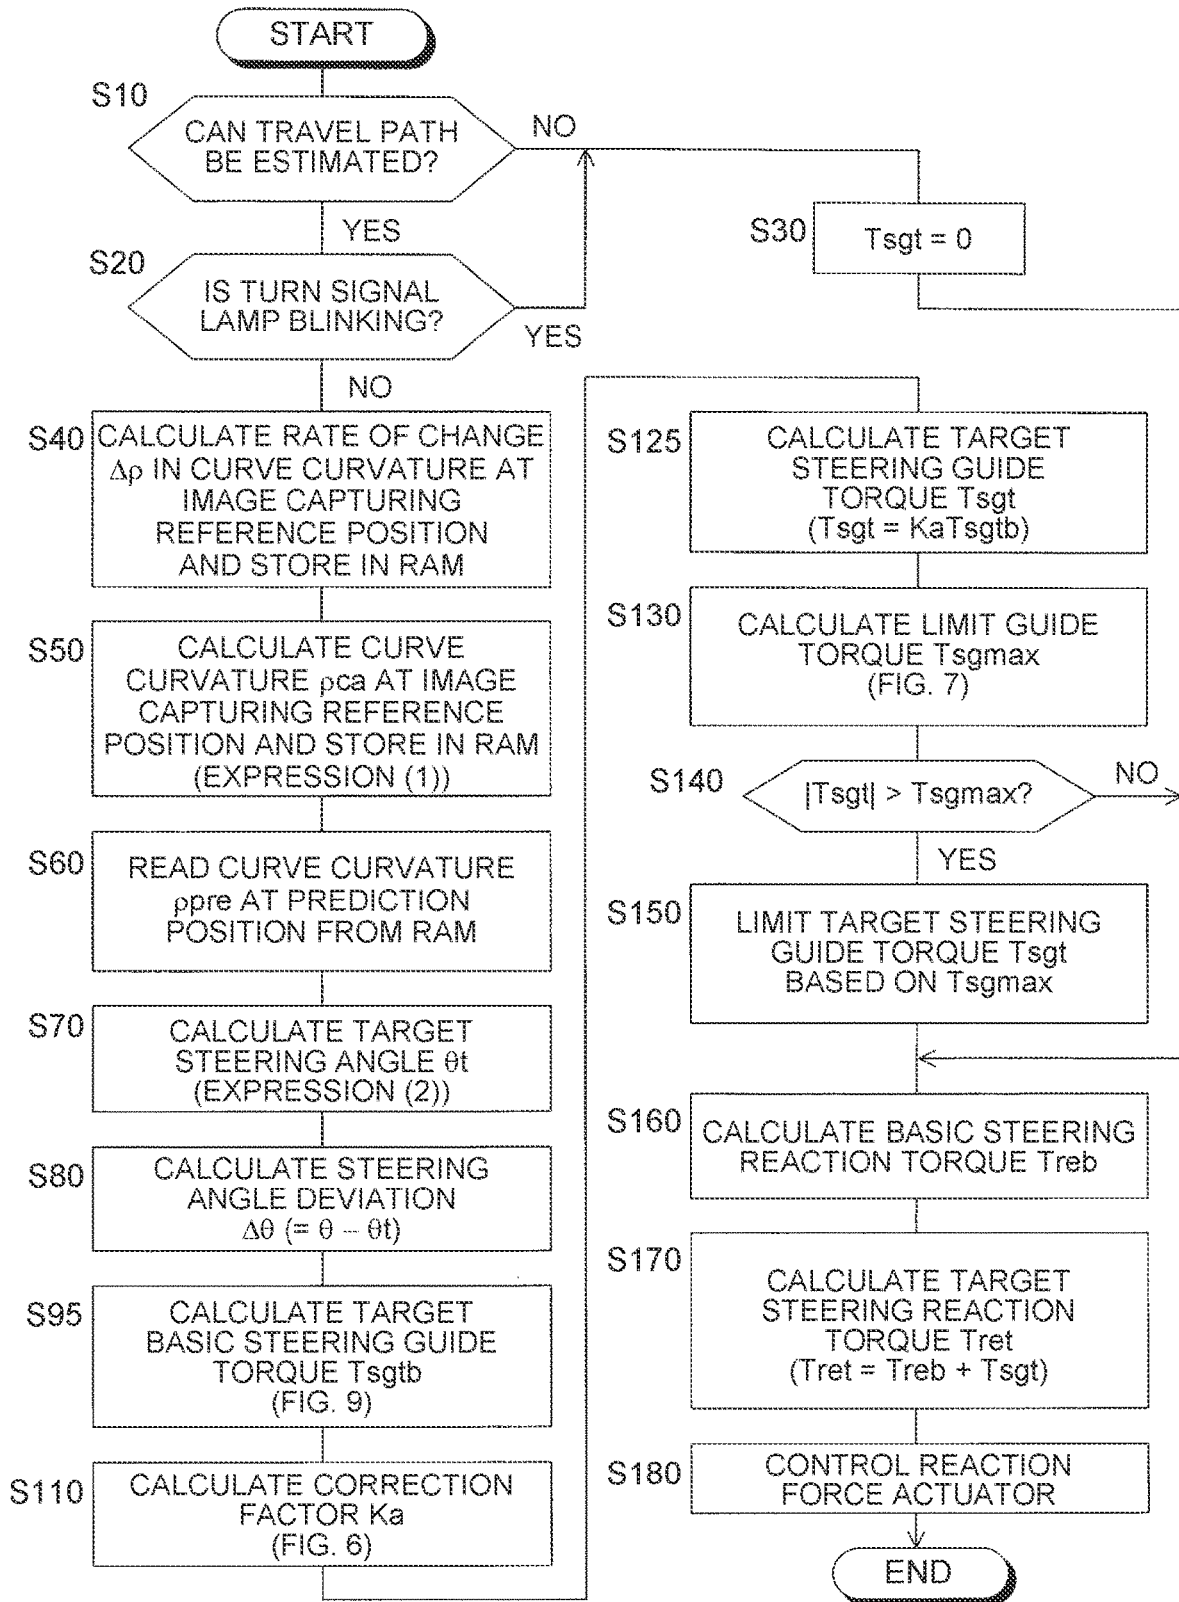 START
S10
CAN TRAVEL PATH
BE ESTIMATED?
NO
YES
S20
IS TURN SIGNAL
LAMP BLINKING?
YES
NO
S30
Tsgt = 0
S40
CALCULATE RATE OF CHANGE
Δρ IN CURVE CURVATURE AT
IMAGE CAPTURING
REFERENCE POSITION
AND STORE IN RAM
S50
CALCULATE CURVE
CURVATURE ρca AT IMAGE
CAPTURING REFERENCE
POSITION AND STORE IN RAM
(EXPRESSION (1))
S60
READ CURVE CURVATURE
ρpre AT PREDICTION
POSITION FROM RAM
S70
CALCULATE TARGET
STEERING ANGLE θt
(EXPRESSION (2))
S80
CALCULATE STEERING
ANGLE DEVIATION
Δθ (= θ – θt)
S95
CALCULATE TARGET
BASIC STEERING GUIDE
TORQUE Tsgtb
(FIG. 9)
S110
CALCULATE CORRECTION
FACTOR Ka
(FIG. 6)
S125
CALCULATE TARGET
STEERING GUIDE
TORQUE Tsgt
(Tsgt = KaTsgtb)
S130
CALCULATE LIMIT GUIDE
TORQUE Tsgmax
(FIG. 7)
S140
|Tsgt| > Tsgmax?
NO
YES
S150
LIMIT TARGET STEERING
GUIDE TORQUE Tsgt
BASED ON Tsgmax
S160
CALCULATE BASIC STEERING
REACTION TORQUE Treb
S170
CALCULATE TARGET
STEERING REACTION
TORQUE Tret
(Tret = Treb + Tsgt)
S180
CONTROL REACTION
FORCE ACTUATOR
END